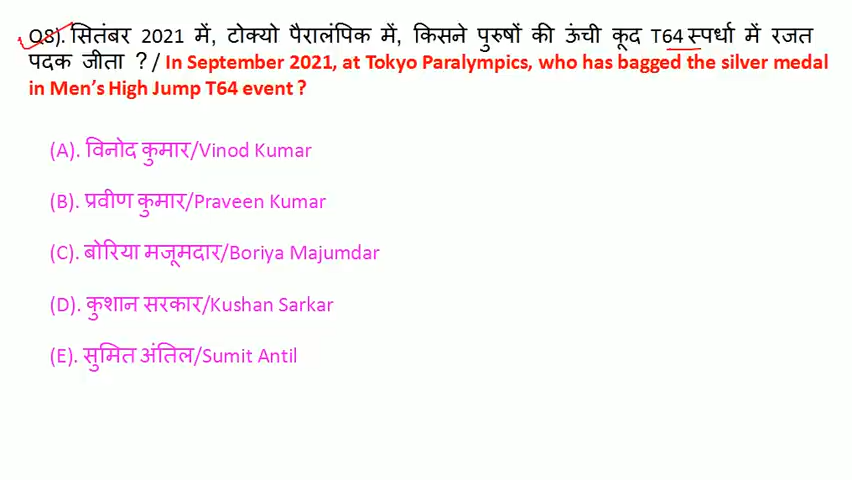 Q8). सितंबर 2021 में, टोक्यो पैरालंपिक में, किसने पुरुषों की ऊंची कूद T64 स्पर्धा में रजत
पदक जीता ?/ In September 2021, at Tokyo Paralympics, who has bagged the silver medal
in Men's High Jump T64 event ?
(A). विनोद कुमार/Vinod Kumar
(B). प्रवीण कुमार/Praveen Kumar
(C). बोरिया मजूमदार/Boriya Majumdar
(D). कुशान सरकार/Kushan Sarkar
(E). सुमित अंतिल/Sumit Antil